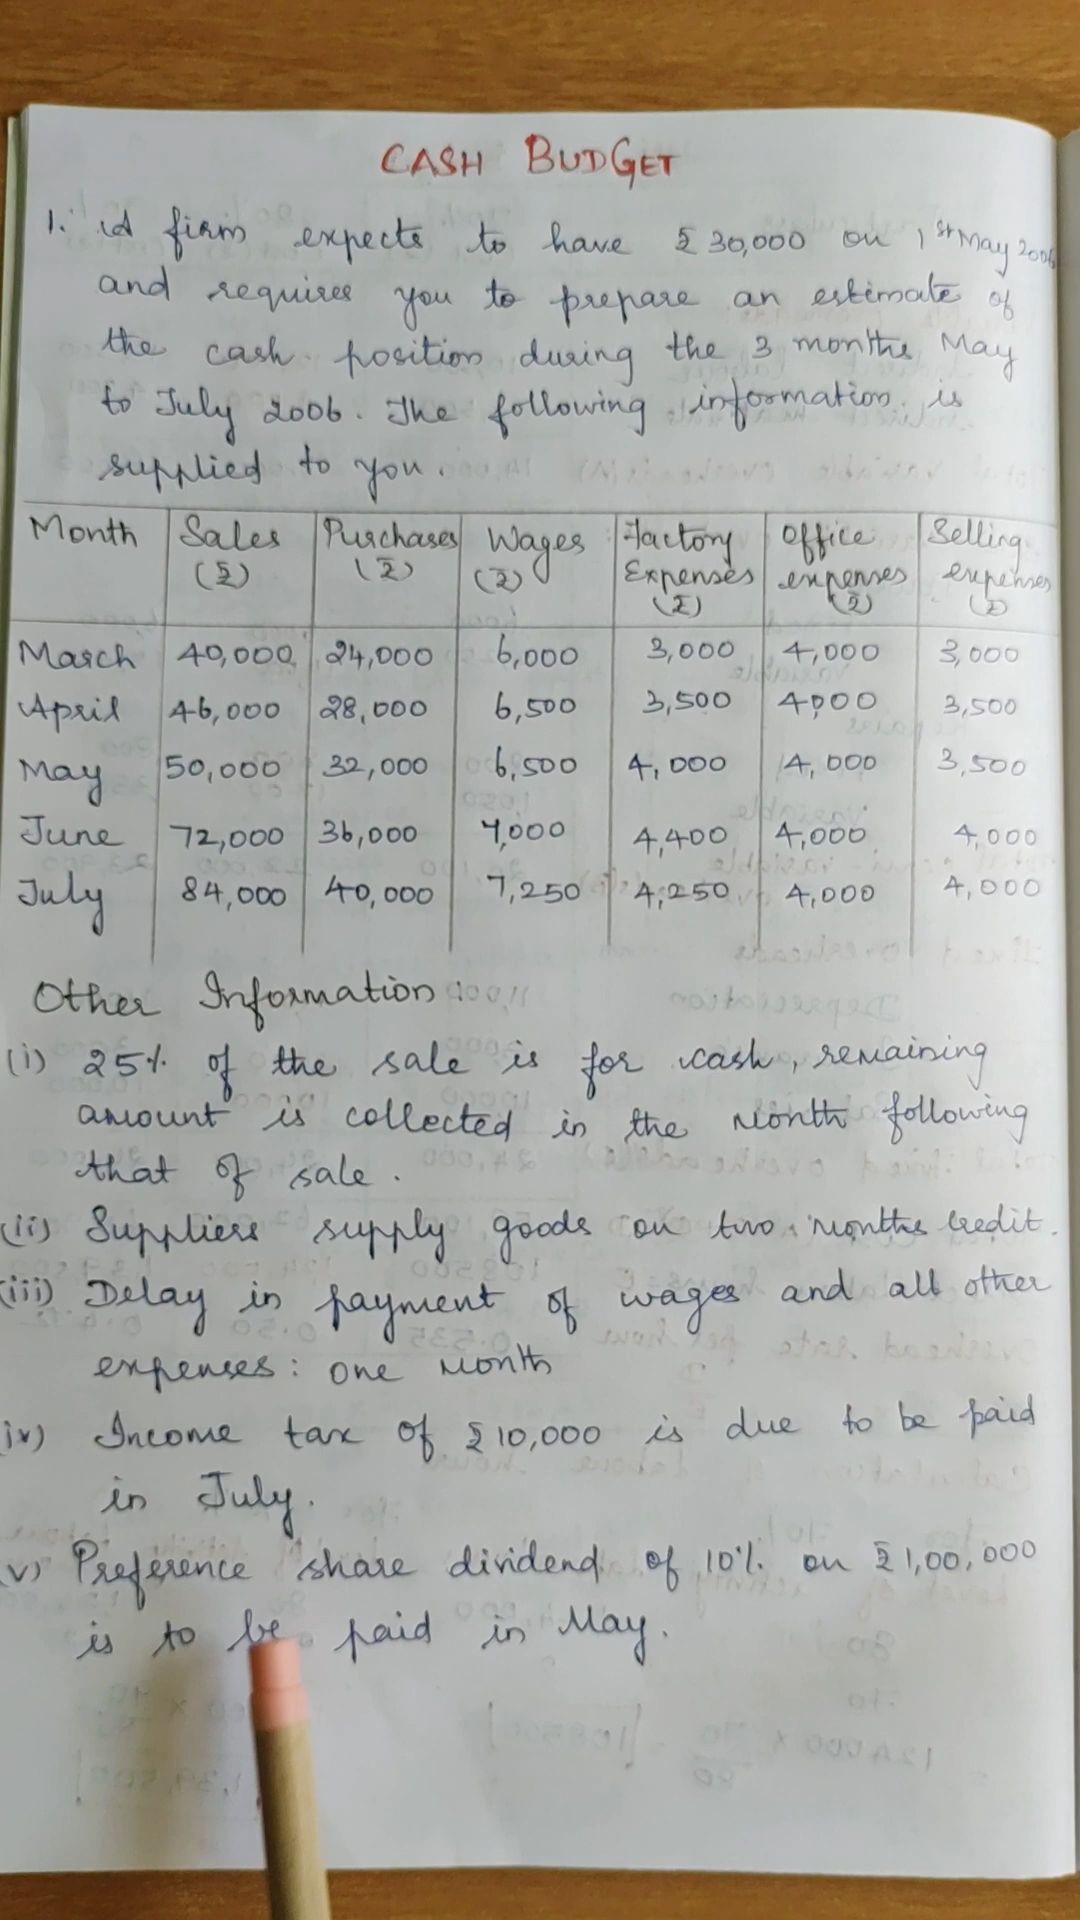 CASH BUDGET
1. A firm expects to have ₹ 30,000 on 1st May 2006
and requires you to prepare an estimate of
the cash position during the 3 months May
to July 2006. The following information is
supplied to you.
Month Sales (₹) Purchases (₹) Wages (₹) Factory Expenses (₹) Office expenses (₹) Selling expenses (₹)
March 40,000 24,000 6,000 3,000 4,000 3,000
April 46,000 28,000 6,500 3,500 4000 3,500
May 50,000 32,000 6,500 4,000 4,000 3,500
June 72,000 36,000 7,000 4,400 4,000 4,000
July 84,000 40,000 7,250 4,250 4,000 4,000
Other Information:
(i) 25% of the sale is for cash, remaining
amount is collected in the month following
that of sale.
(ii) Suppliers supply goods on two months credit.
(iii) Delay in payment of wages and all other
expenses: one month
(iv) Income tax of ₹ 10,000 is due to be paid
in July.
(v) Preference share dividend of 10% on ₹ 1,00,000
is to be paid in May.